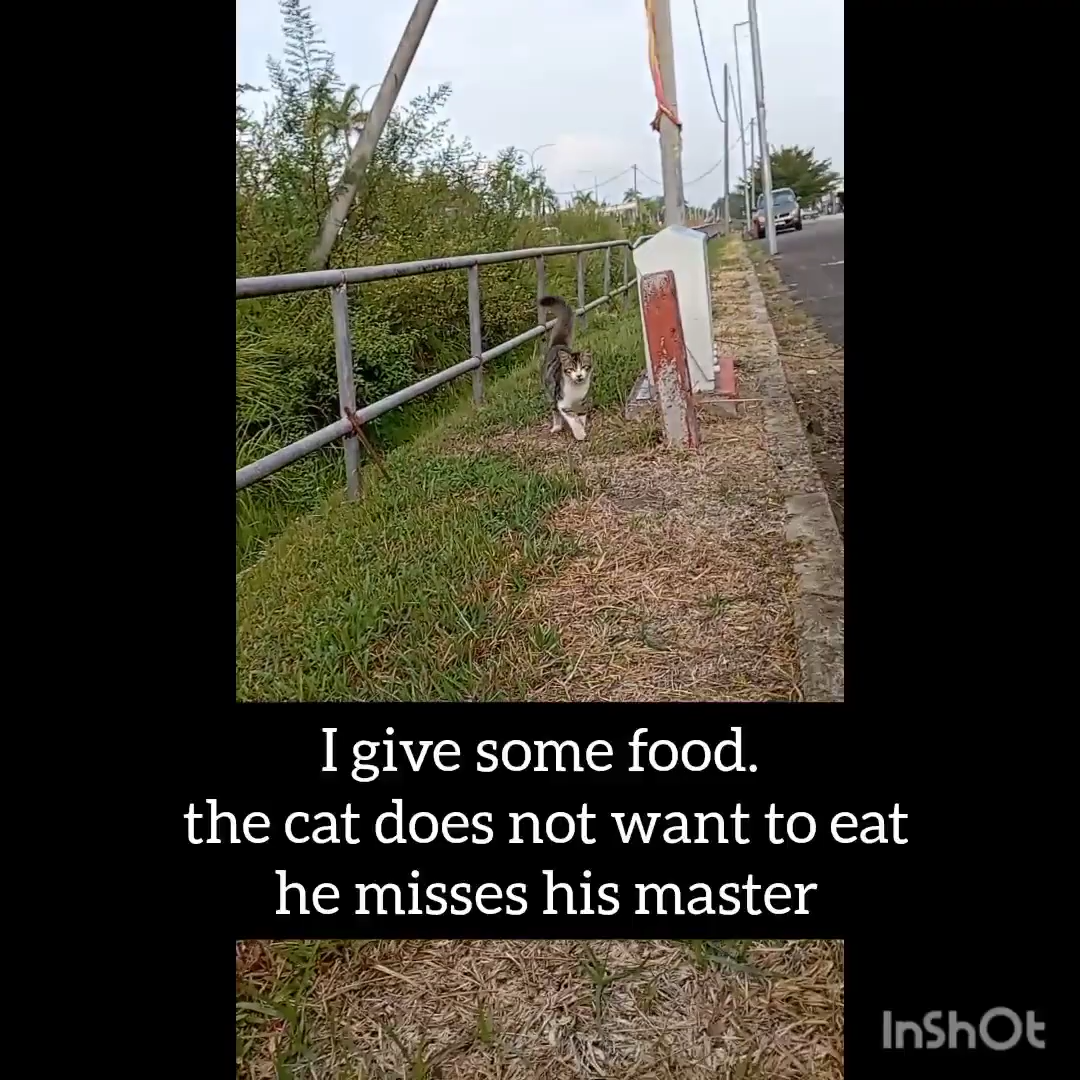 I give some food.
the cat does not want to eat
he misses his master
InShOt